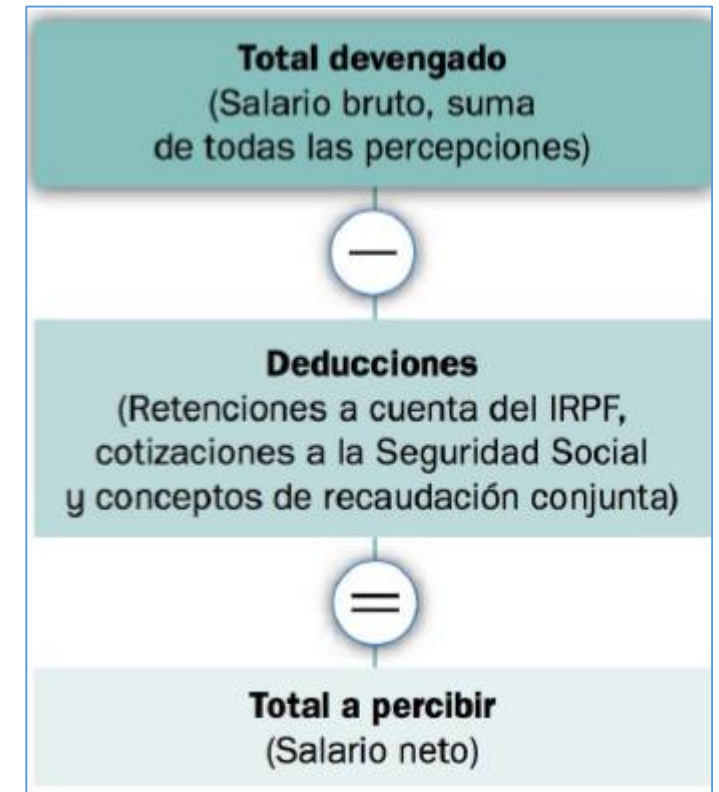 Total devengado
(Salario bruto, suma
de todas las percepciones)
—
Deducciones
(Retenciones a cuenta del IRPF,
cotizaciones a la Seguridad Social
y conceptos de recaudación conjunta)
=
Total a percibir
(Salario neto)